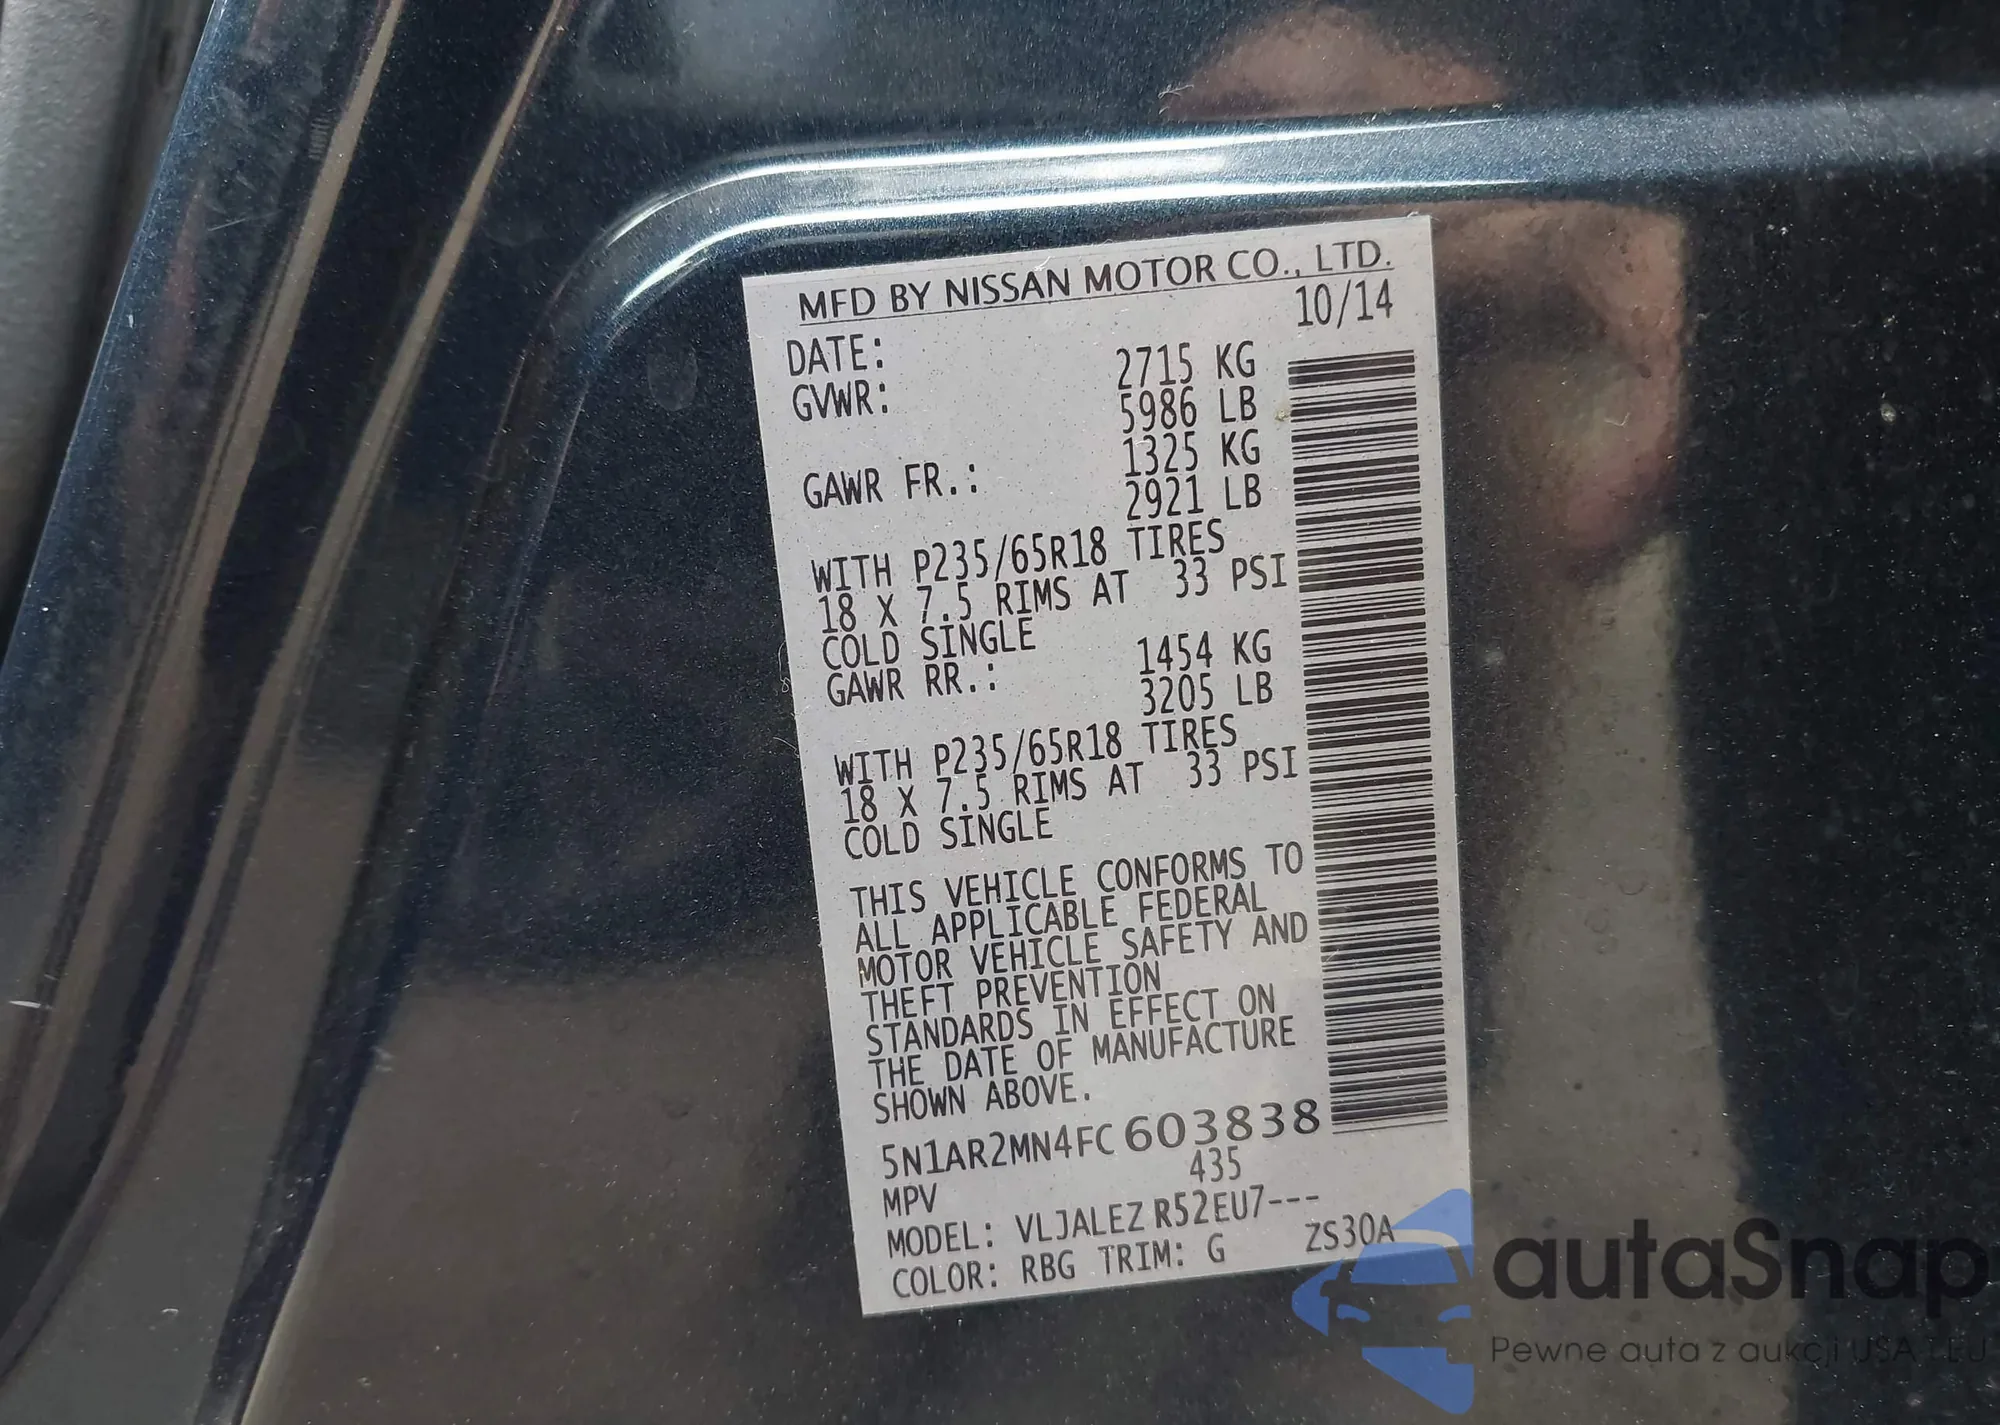 MFD BY NISSAN MOTOR CO., LTD.
DATE: 10/14
GVWR: 2715 KG
5986 LB
GAWR FR.: 1325 KG
2921 LB
WITH P235/65R18 TIRES
18 X 7.5 RIMS AT 33 PSI
COLD SINGLE
GAWR RR.: 1454 KG
3205 LB
WITH P235/65R18 TIRES
18 X 7.5 RIMS AT 33 PSI
COLD SINGLE
THIS VEHICLE CONFORMS TO
ALL APPLICABLE FEDERAL
MOTOR VEHICLE SAFETY AND
THEFT PREVENTION
STANDARDS IN EFFECT ON
THE DATE OF MANUFACTURE
SHOWN ABOVE.
5N1AR2MN4FC603838
MPV 435
MODEL: VLJALEZ R52EU7---
COLOR: RBG TRIM: G ZS30A
autaSnap
Pewne auta z aukcji USA i EU